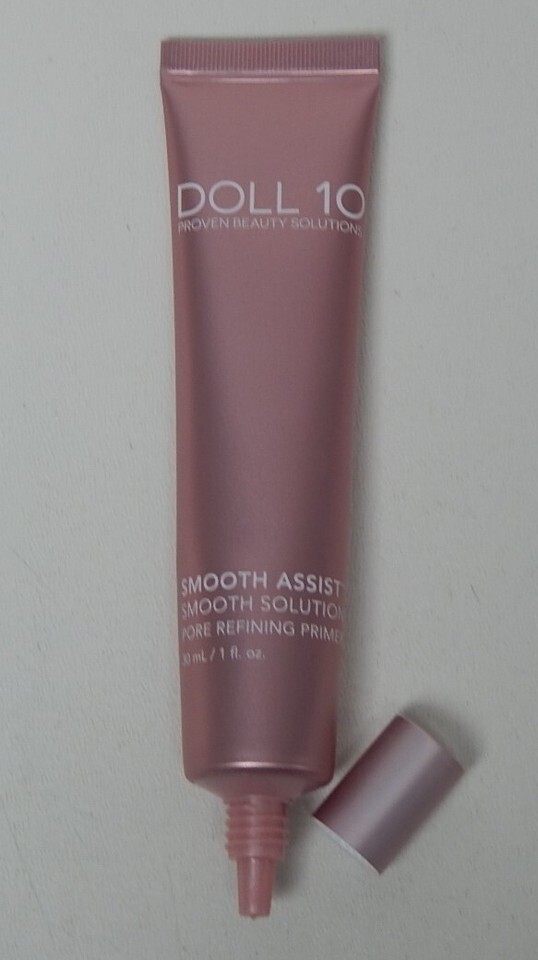 DOLL 10
PROVEN BEAUTY SOLUTIONS
SMOOTH ASSIST
SMOOTH SOLUTION
PORE REFINING PRIMER
30 mL / 1 fl. oz.